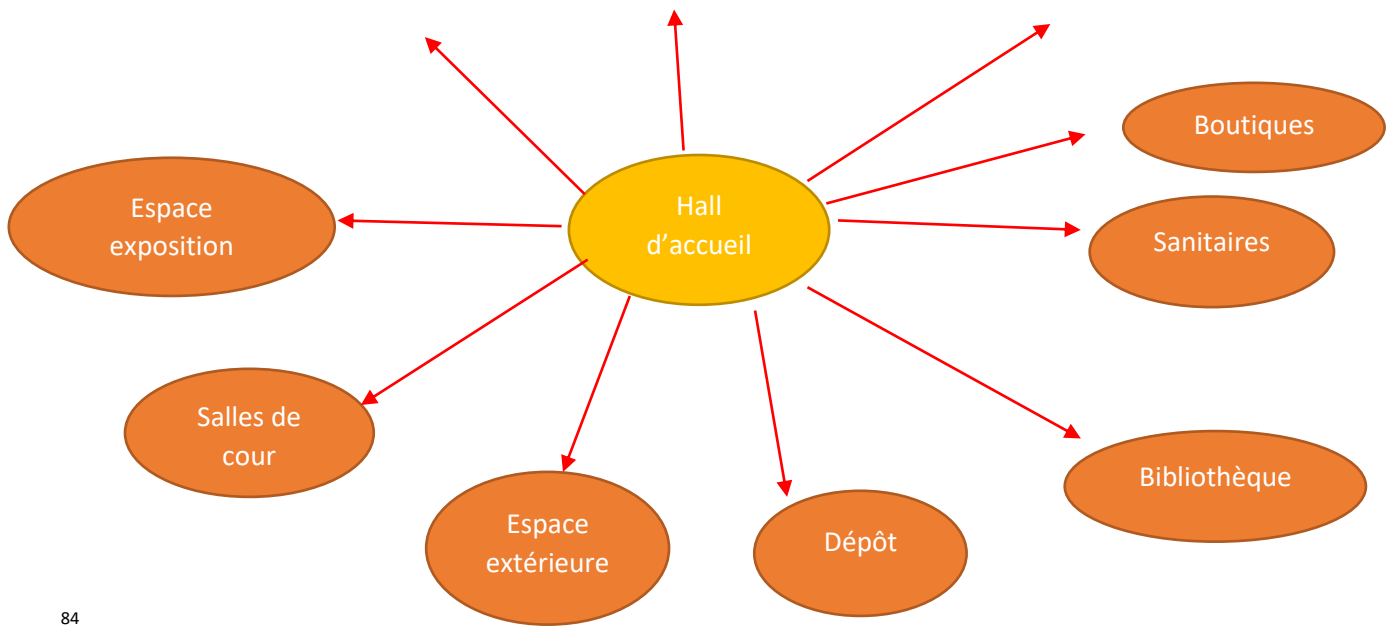 Boutiques
Hall
d’accueil
Espace
exposition
Sanitaires
Salles de
cour
Bibliothèque
Espace
extérieure
Dépôt
84